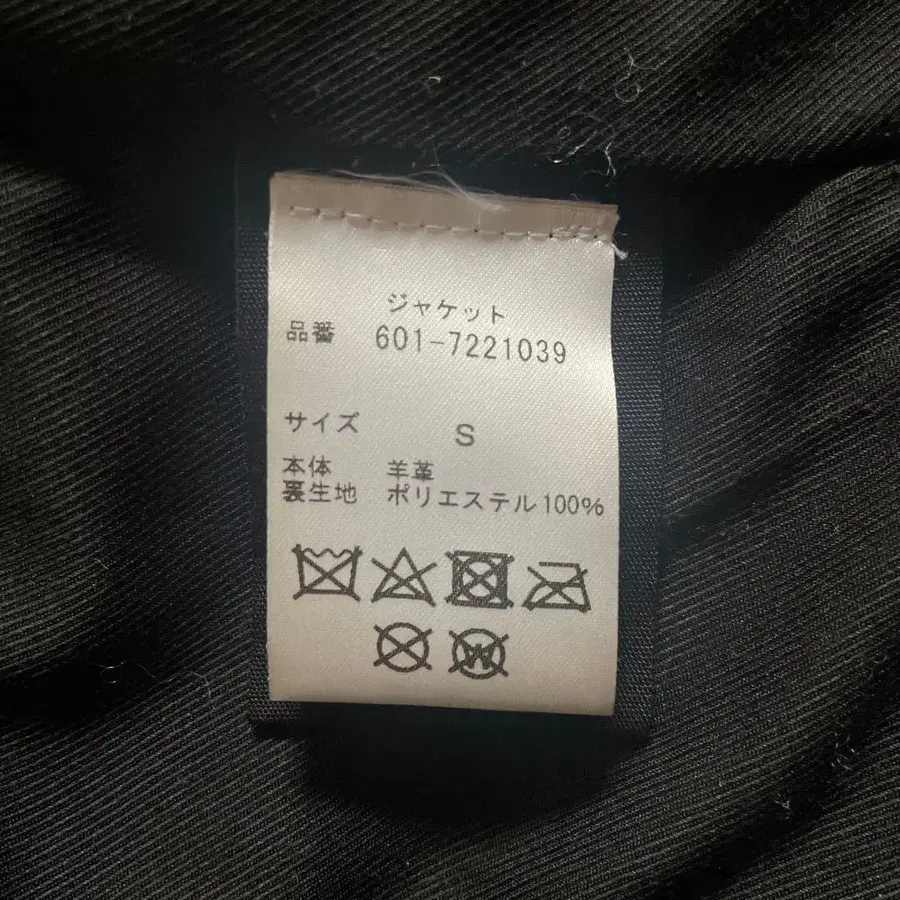 ジャケット
品番 601-7221039
サイズ S
本体 羊革
裏生地 ポリエステル100%
W